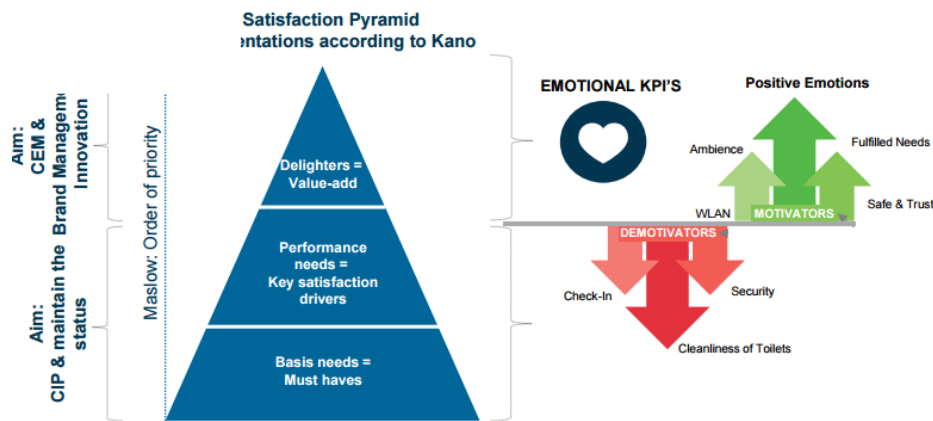 Satisfaction Pyramid
entations according to Kano
Aim:
CEM &
Brand Management
Innovation
Aim:
CIP & maintain the
status
Maslow: Order of priority
Delighters =
Value-add
Performance
needs =
Key satisfaction
drivers
Basis needs =
Must haves
EMOTIONAL KPI'S
Positive Emotions
Ambience
Fulfilled Needs
WLAN
MOTIVATORS
Safe & Trust
DEMOTIVATORS
Check-In
Security
Cleanliness of Toilets